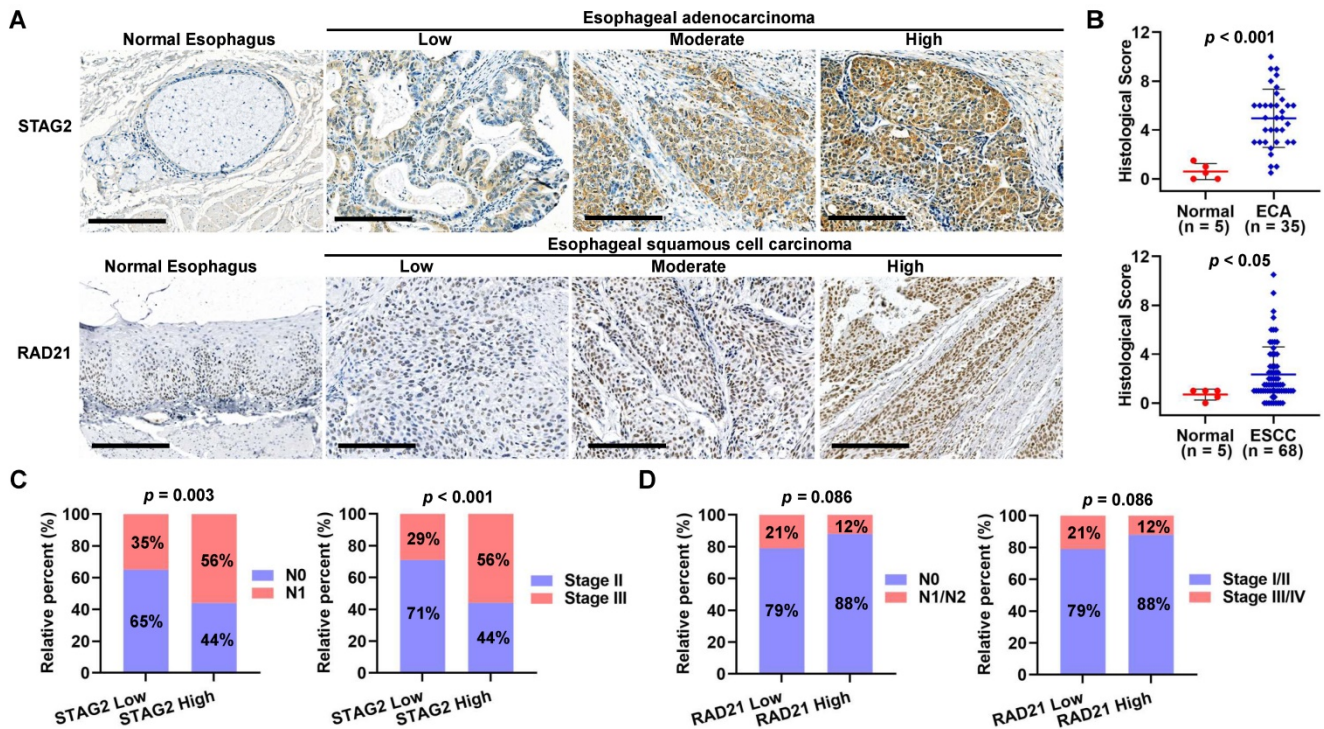 A
Esophageal adenocarcinoma
Normal Esophagus
Low
Moderate
High
STAG2
Esophageal squamous cell carcinoma
Normal Esophagus
Low
Moderate
High
RAD21
B
p < 0.001
Histological Score
12
8
4
0
Normal
(n = 5)
ECA
(n = 35)
p < 0.05
Histological Score
12
8
4
0
Normal
(n = 5)
ESCC
(n = 68)
C
p = 0.003
Relative percent (%)
100
80
60
40
20
0
35%
56%
65%
44%
N0
N1
STAG2 Low
STAG2 High
p < 0.001
Relative percent (%)
100
80
60
40
20
0
29%
56%
71%
44%
Stage II
Stage III
STAG2 Low
STAG2 High
D
p = 0.086
Relative percent (%)
100
80
60
40
20
0
21%
12%
79%
88%
N0
N1/N2
RAD21 Low
RAD21 High
p = 0.086
Relative percent (%)
100
80
60
40
20
0
21%
12%
79%
88%
Stage I/II
Stage III/IV
RAD21 Low
RAD21 High